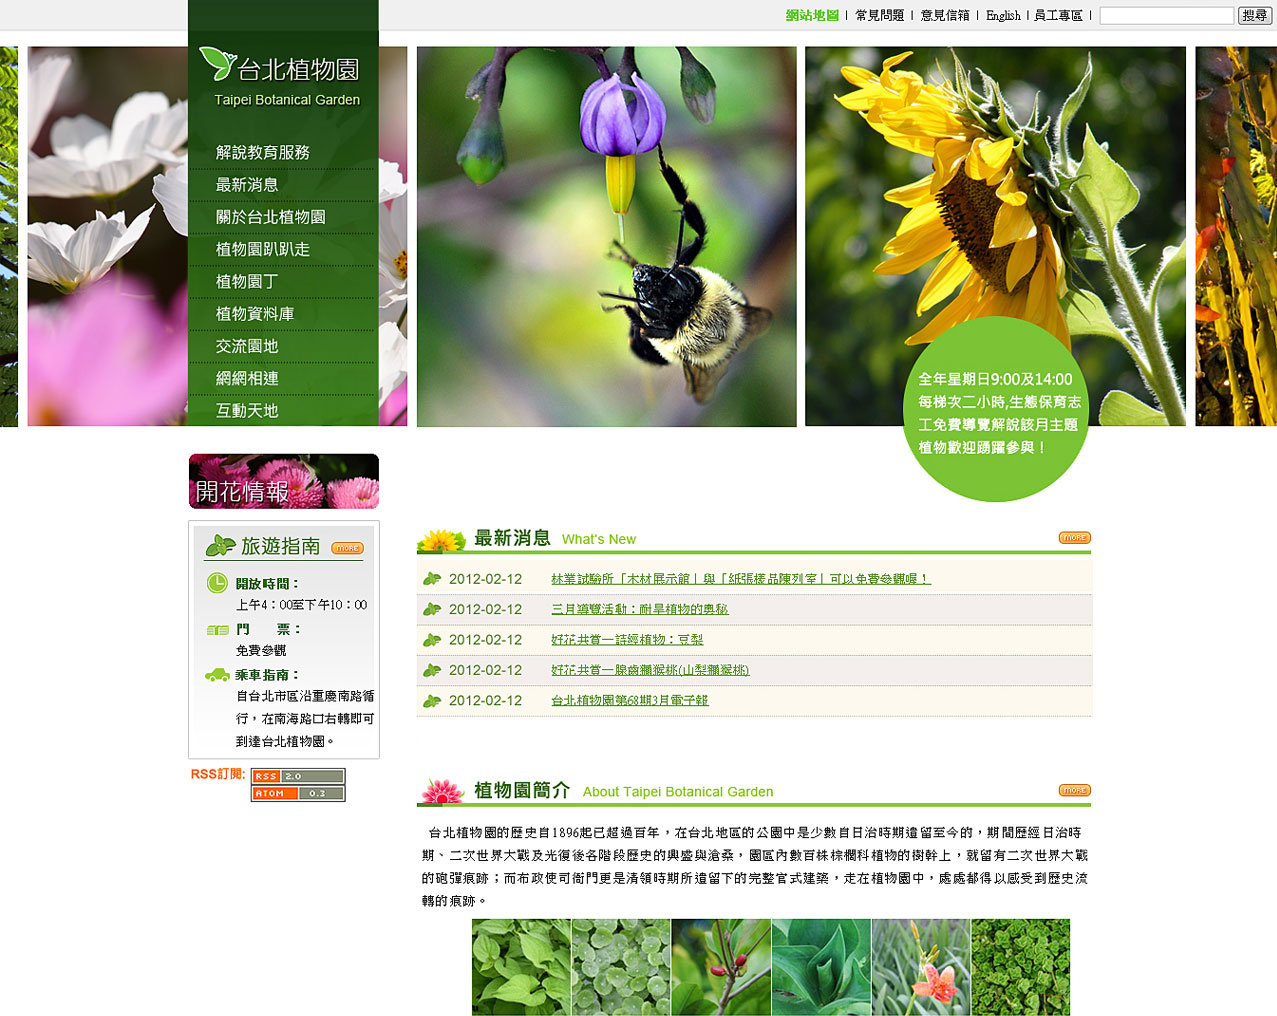 網站地圖 | 常見問題 | 意見信箱 | English | 員工專區 |
搜尋
台北植物園
Taipei Botanical Garden
解說教育服務
最新消息
關於台北植物園
植物園趴趴走
植物園丁
植物資料庫
交流園地
網網相連
互動天地
全年星期日9:00及14:00
每梯次二小時,生態保育志
工免費導覽解說該月主題
植物歡迎踴躍參與！
開花情報
旅遊指南 MORE
開放時間：
上午4：00至下午10：00
門　　票：
免費參觀
乘車指南：
自台北市區沿重慶南路循
行，在南海路口右轉即可
到達台北植物園。
RSS訂閱: RSS 2.0
ATOM 0.3
最新消息 What's New MORE
2012-02-12 林業試驗所「木材展示館」與「紙張樣品陳列室」可以免費參觀喔！
2012-02-12 三月導覽活動：耐旱植物的奧秘
2012-02-12 好花共賞—詩經植物：豆梨
2012-02-12 好花共賞—腺齒獼猴桃(山梨獼猴桃)
2012-02-12 台北植物園第68期3月電子報
植物園簡介 About Taipei Botanical Garden MORE
台北植物園的歷史自1896起已超過百年，在台北地區的公園中是少數自日治時期遺留至今的，期間歷經日治時
期、二次世界大戰及光復後各階段歷史的興盛與滄桑，園區內數百株棕櫚科植物的樹幹上，就留有二次世界大戰
的砲彈痕跡；而布政使司衙門更是清領時期所遺留下的完整官式建築，走在植物園中，處處都得以感受到歷史流
轉的痕跡。